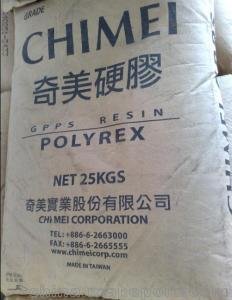 GRADE
CHIMEI
奇美硬膠
GPPS RESIN
POLYREX
NET 25KGS
奇美實業股份有限公司
CHI MEI CORPORATION
TEL: +886-6-2663000
FAX: +886-6-2665555
www.chimeicorp.com
MADE IN TAIWAN